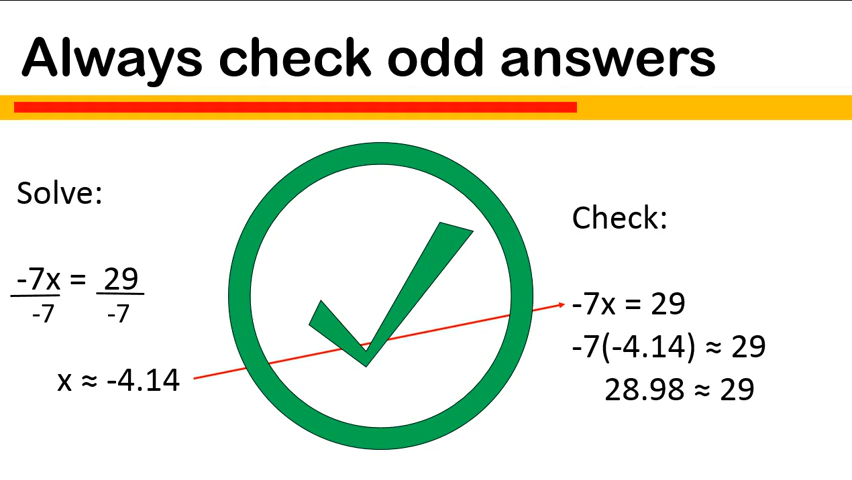 Always check odd answers
Solve:
-7x = 29
-7 -7
x ≈ -4.14
Check:
-7x = 29
-7(-4.14) ≈ 29
28.98 ≈ 29